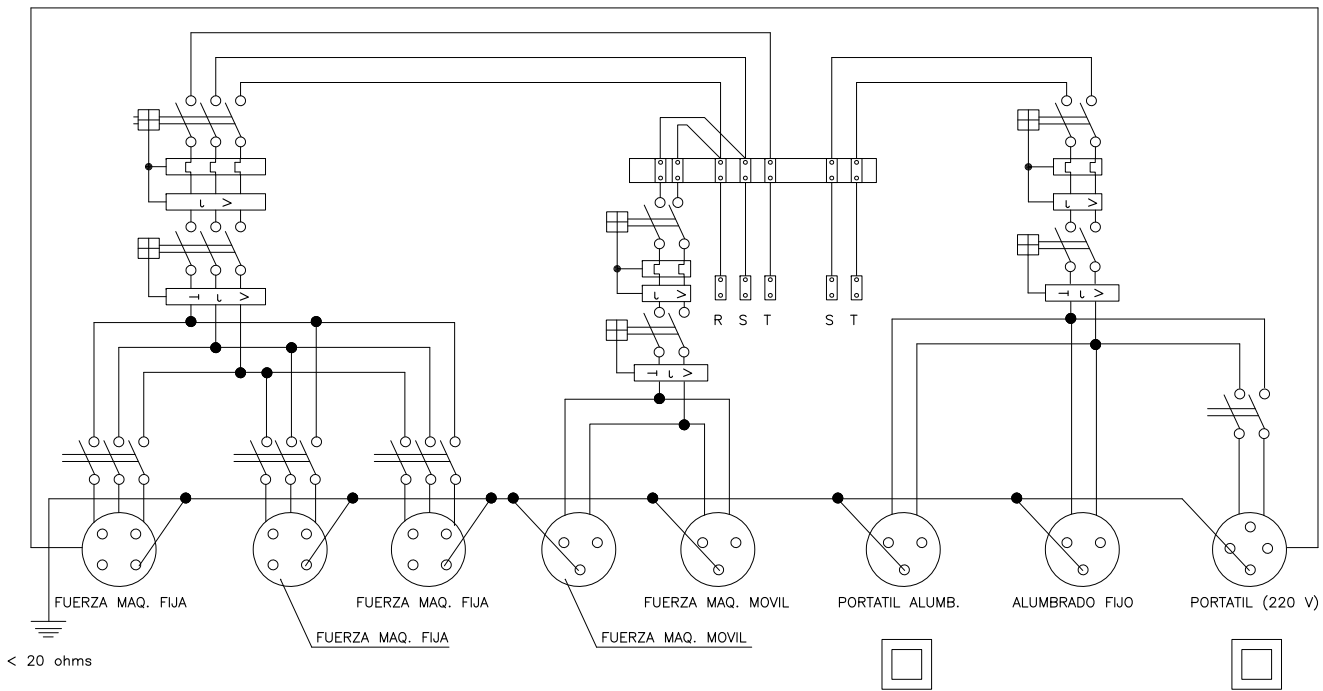 R S T S T
FUERZA MAQ. FIJA
FUERZA MAQ. FIJA
FUERZA MAQ. MOVIL
PORTATIL ALUMB.
ALUMBRADO FIJO
PORTATIL (220 V)
FUERZA MAQ. FIJA
FUERZA MAQ. MOVIL
< 20 ohms